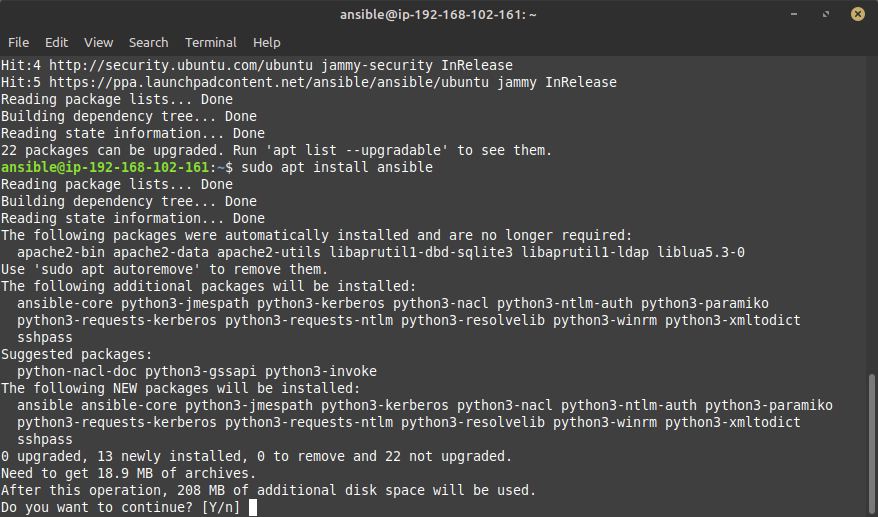 ansible@ip-192-168-102-161: ~
File Edit View Search Terminal Help
Hit:4 http://security.ubuntu.com/ubuntu jammy-security InRelease
Hit:5 https://ppa.launchpadcontent.net/ansible/ansible/ubuntu jammy InRelease
Reading package lists... Done
Building dependency tree... Done
Reading state information... Done
22 packages can be upgraded. Run 'apt list --upgradable' to see them.
ansible@ip-192-168-102-161:~$ sudo apt install ansible
Reading package lists... Done
Building dependency tree... Done
Reading state information... Done
The following packages were automatically installed and are no longer required:
  apache2-bin apache2-data apache2-utils libaprutil1-dbd-sqlite3 libaprutil1-ldap liblua5.3-0
Use 'sudo apt autoremove' to remove them.
The following additional packages will be installed:
  ansible-core python3-jmespath python3-kerberos python3-nacl python3-ntlm-auth python3-paramiko
  python3-requests-kerberos python3-requests-ntlm python3-resolvelib python3-winrm python3-xmltodict
  sshpass
Suggested packages:
  python-nacl-doc python3-gssapi python3-invoke
The following NEW packages will be installed:
  ansible ansible-core python3-jmespath python3-kerberos python3-nacl python3-ntlm-auth python3-paramiko
  python3-requests-kerberos python3-requests-ntlm python3-resolvelib python3-winrm python3-xmltodict
  sshpass
0 upgraded, 13 newly installed, 0 to remove and 22 not upgraded.
Need to get 18.9 MB of archives.
After this operation, 208 MB of additional disk space will be used.
Do you want to continue? [Y/n]